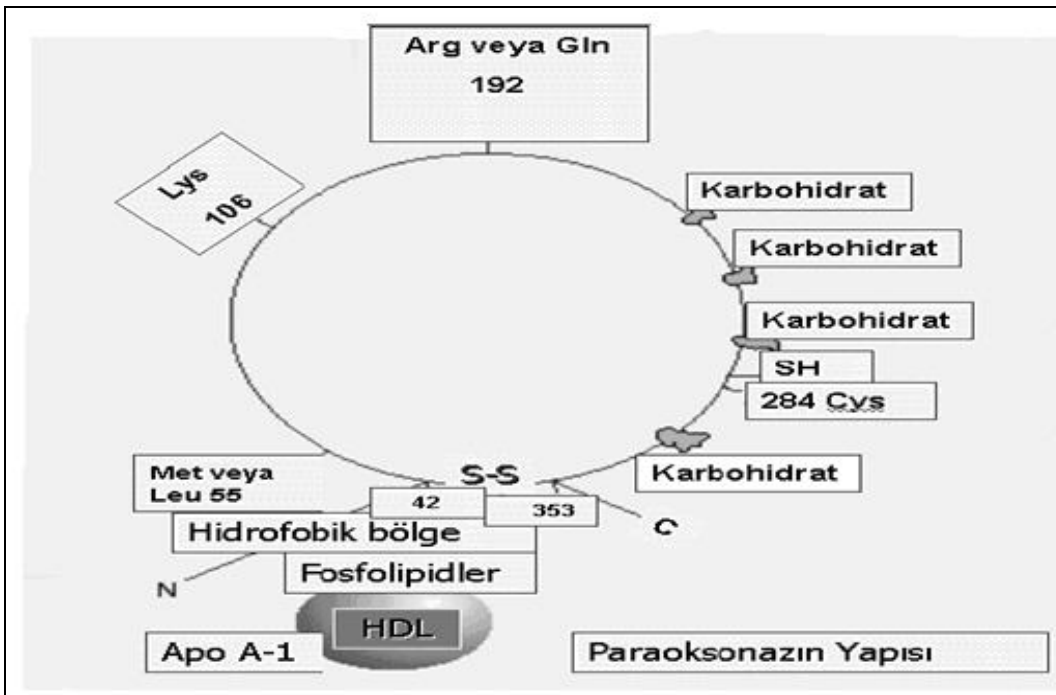 Arg veya Gln
192
Lys
106
Karbohidrat
Karbohidrat
Karbohidrat
SH
284 Cys
Karbohidrat
Met veya
Leu 55
S-S
42
353
C
Hidrofobik bölge
N
Fosfolipidler
HDL
Apo A-1
Paraoksonazın Yapısı